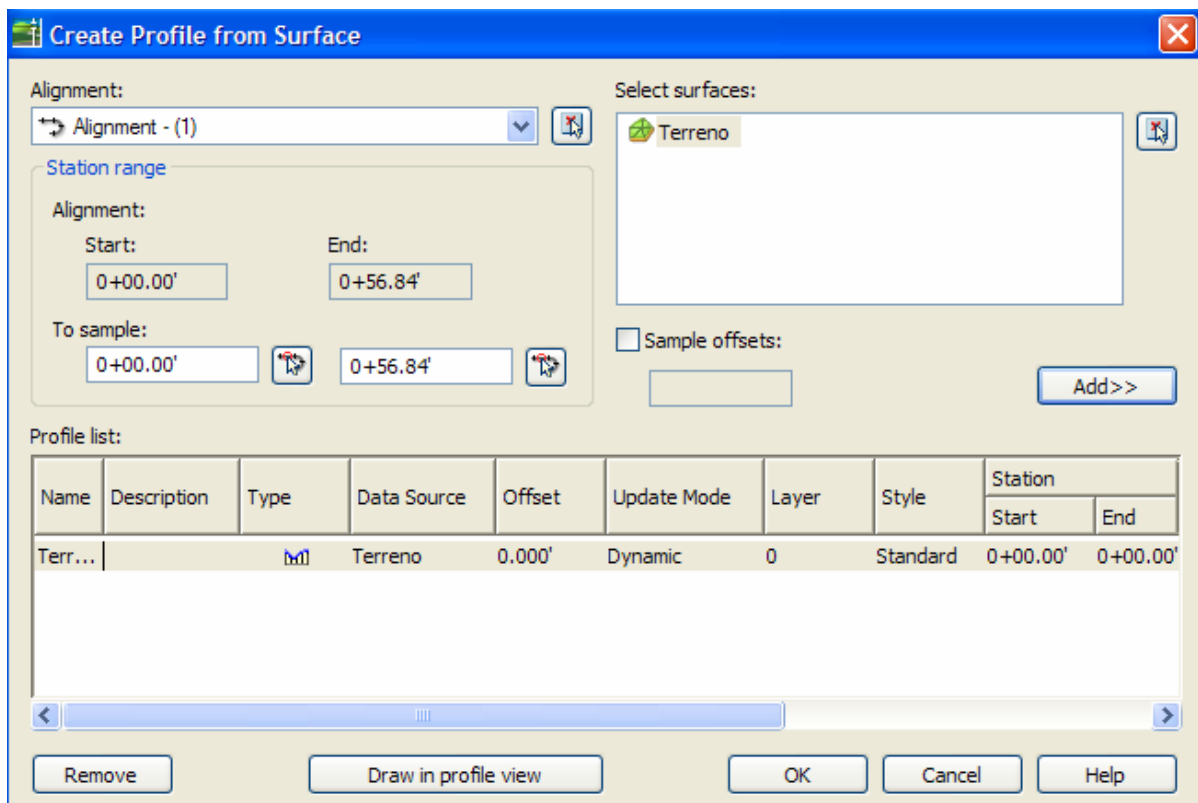 Create Profile from Surface
Alignment:
Alignment - (1)
Station range
Alignment:
Start:
End:
0+00.00'
0+56.84'
To sample:
0+00.00'
0+56.84'
Select surfaces:
Terreno
Sample offsets:
Add>>
Profile list:
Name Description Type Data Source Offset Update Mode Layer Style Station
Start End
Terr... Terreno 0.000' Dynamic 0 Standard 0+00.00' 0+00.00'
Remove Draw in profile view OK Cancel Help